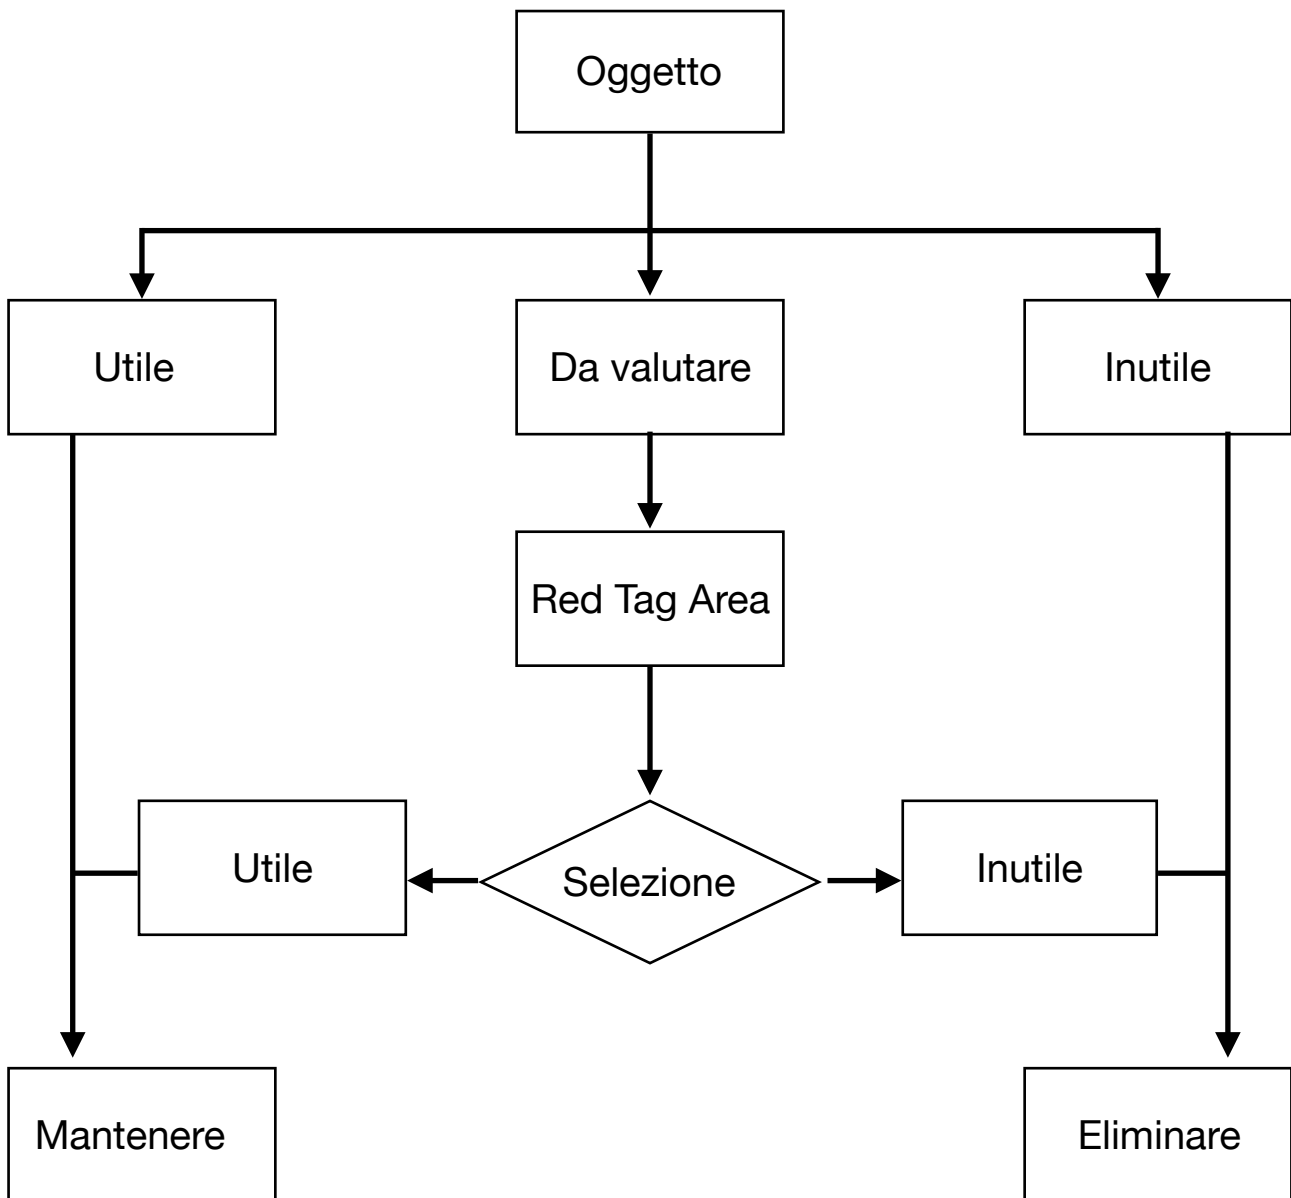 Oggetto
Utile
Da valutare
Inutile
Red Tag Area
Utile
Selezione
Inutile
Mantenere
Eliminare